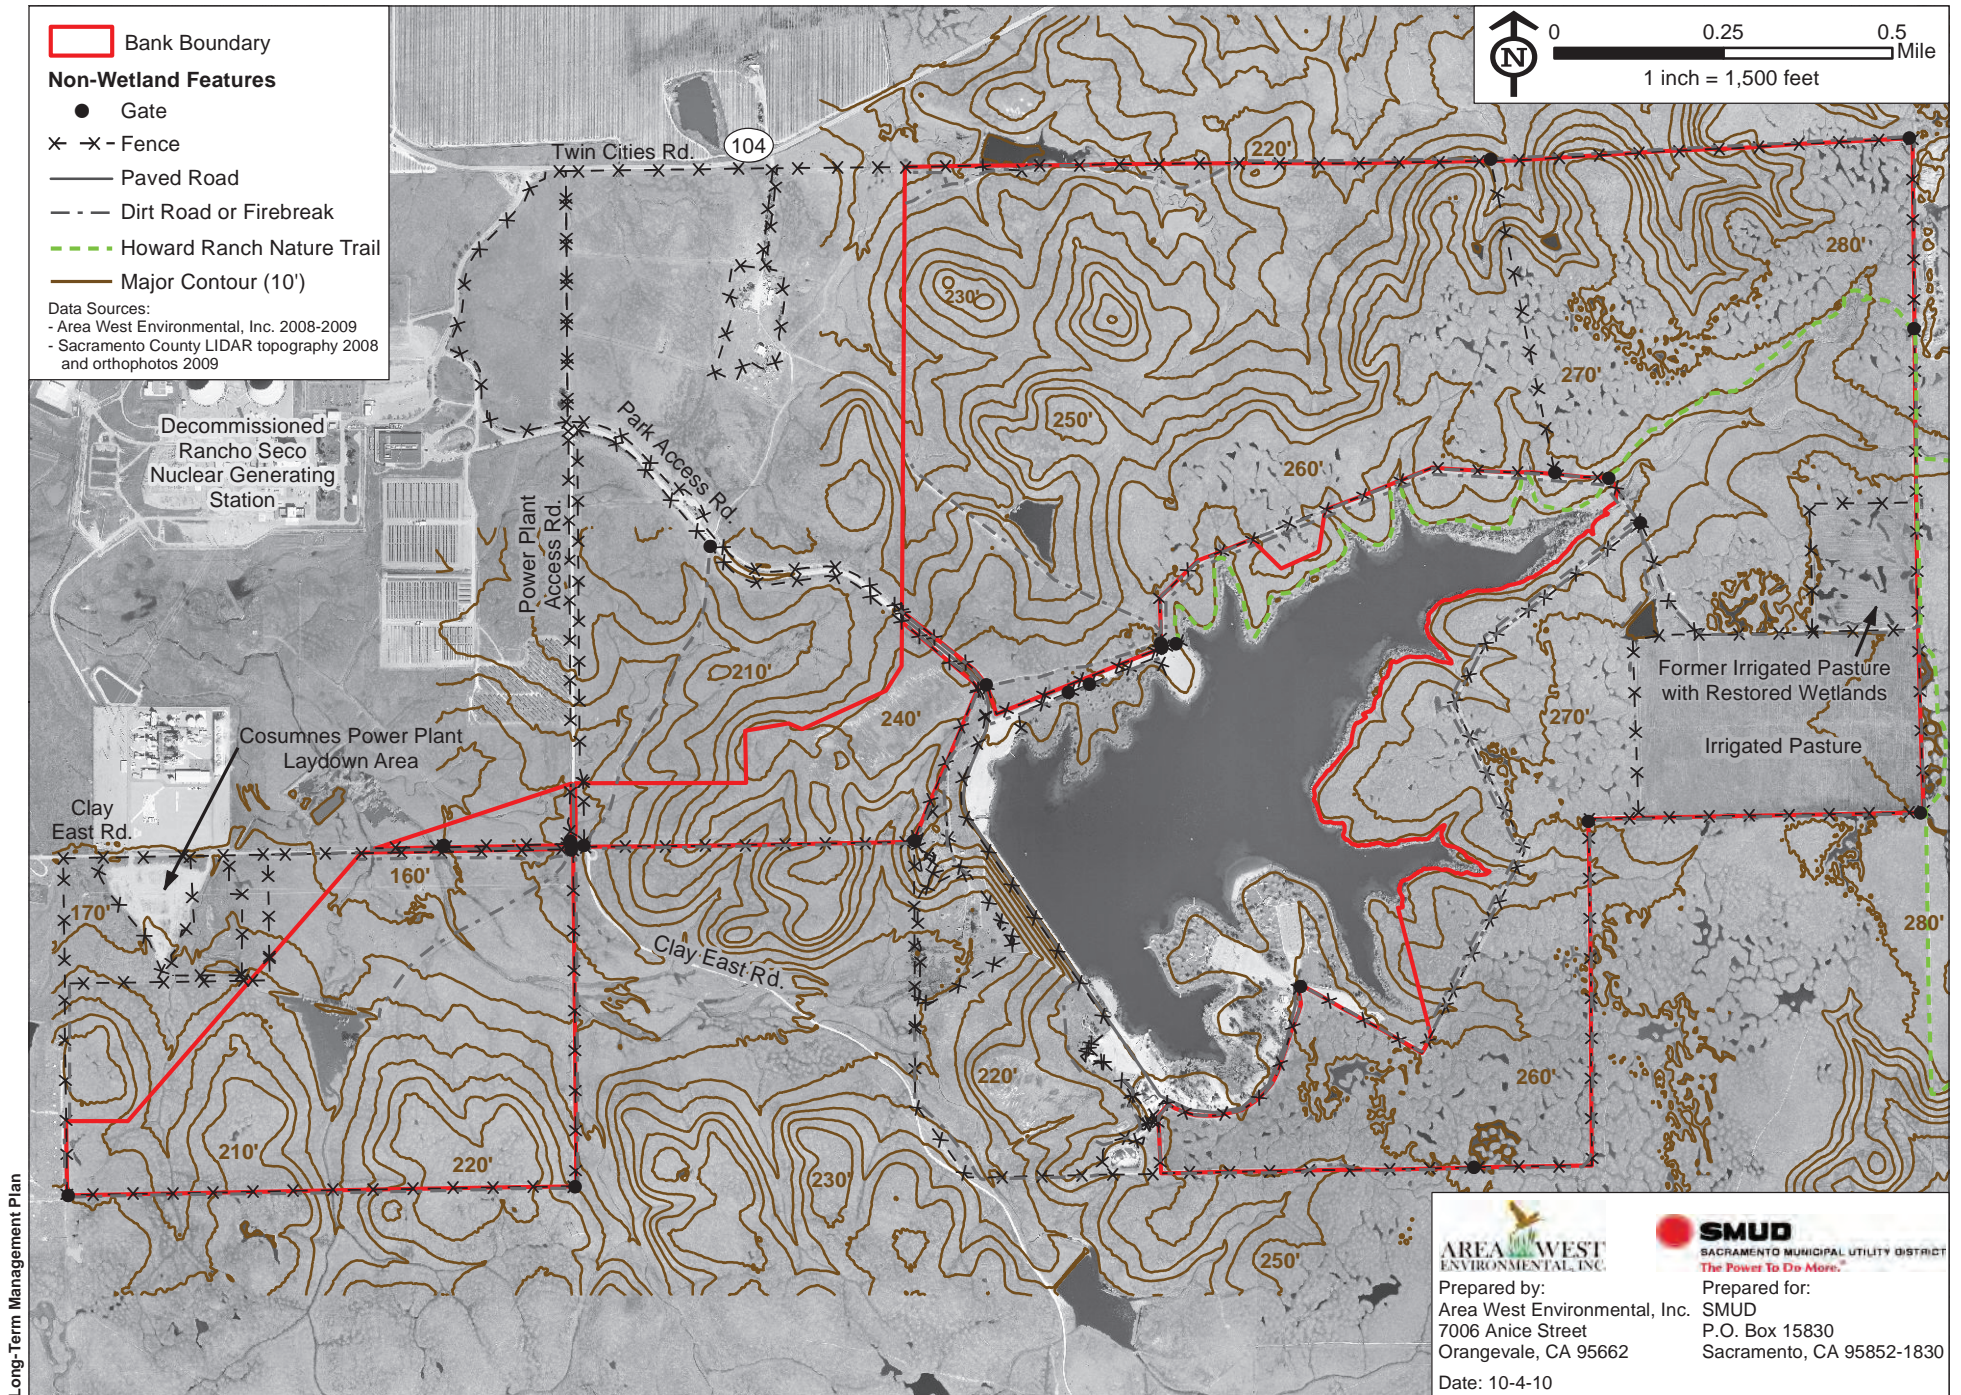 Bank Boundary
Non-Wetland Features
Gate
Fence
Paved Road
Dirt Road or Firebreak
Howard Ranch Nature Trail
Major Contour (10')
Data Sources:
- Area West Environmental, Inc. 2008-2009
- Sacramento County LIDAR topography 2008
and orthophotos 2009
N
0 0.25 0.5
Mile
1 inch = 1,500 feet
Twin Cities Rd.
104
220'
280'
230'
270'
250'
260'
Park Access Rd.
Decommissioned
Rancho Seco
Nuclear Generating
Station
Power Plant
Access Rd.
210'
240'
270'
Former Irrigated Pasture
with Restored Wetlands
Irrigated Pasture
Cosumnes Power Plant
Laydown Area
Clay
East Rd.
160'
170'
280'
Clay East Rd.
220'
260'
210'
220'
230'
250'
Long-Term Management Plan
AREA WEST
ENVIRONMENTAL, INC.
SMUD
SACRAMENTO MUNICIPAL UTILITY DISTRICT
The Power To Do More.®
Prepared by:
Area West Environmental, Inc.
7006 Anice Street
Orangevale, CA 95662
Prepared for:
SMUD
P.O. Box 15830
Sacramento, CA 95852-1830
Date: 10-4-10